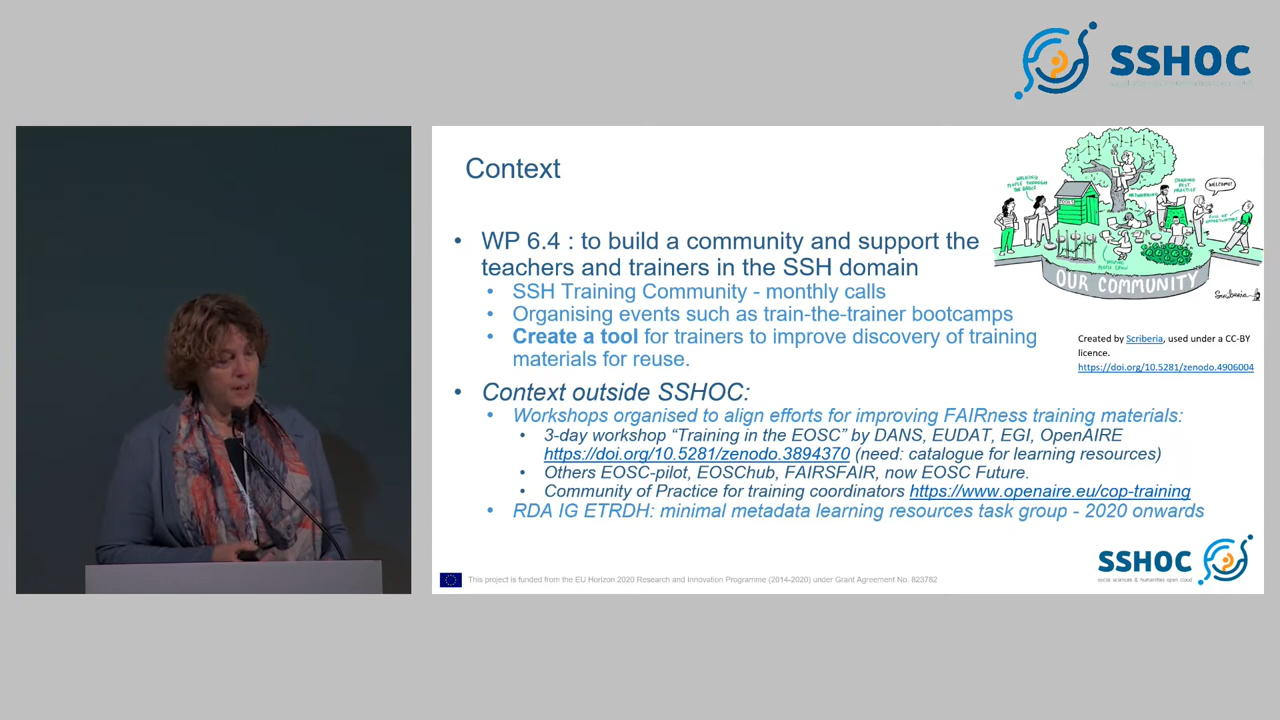 SSHOC
Context
WELCOME!
TOOLS
OUR COMMUNITY
Scriberia
• WP 6.4 : to build a community and support the
teachers and trainers in the SSH domain
• SSH Training Community - monthly calls
• Organising events such as train-the-trainer bootcamps
• Create a tool for trainers to improve discovery of training
materials for reuse.
Created by Scriberia, used under a CC-BY
licence.
https://doi.org/10.5281/zenodo.4906004
• Context outside SSHOC:
• Workshops organised to align efforts for improving FAIRness training materials:
• 3-day workshop “Training in the EOSC” by DANS, EUDAT, EGI, OpenAIRE
https://doi.org/10.5281/zenodo.3894370 (need: catalogue for learning resources)
• Others EOSC-pilot, EOSChub, FAIRSFAIR, now EOSC Future.
• Community of Practice for training coordinators https://www.openaire.eu/cop-training
• RDA IG ETRDH: minimal metadata learning resources task group - 2020 onwards
SSHOC
social sciences & humanities open cloud
This project is funded from the EU Horizon 2020 Research and Innovation Programme (2014-2020) under Grant Agreement No. 823782